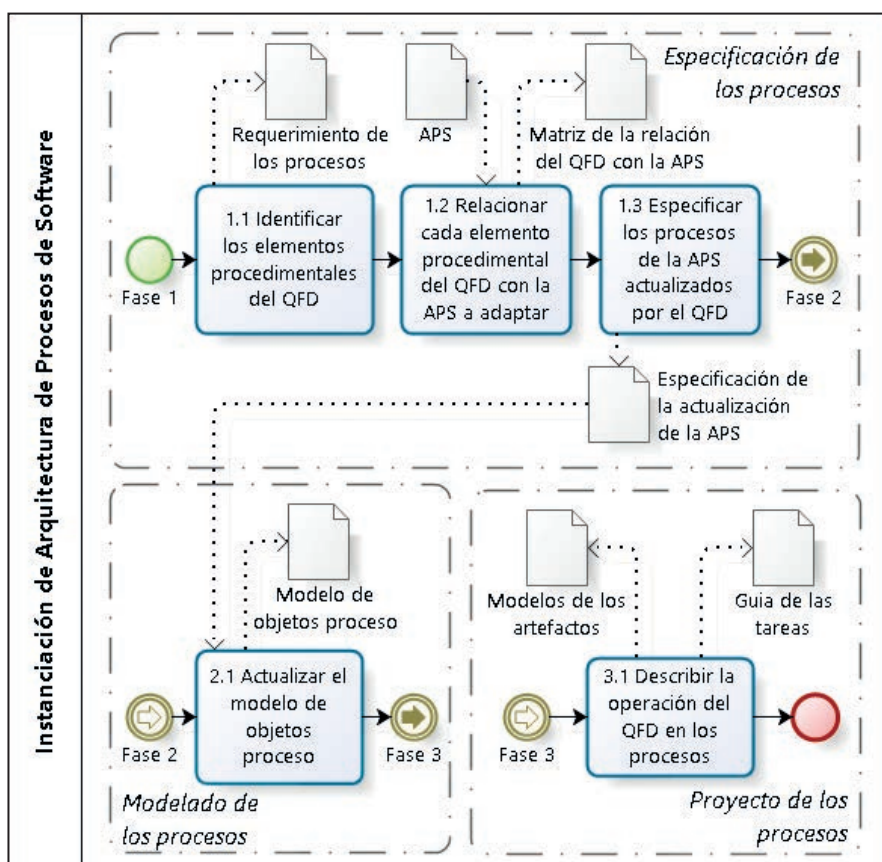 Instanciación de Arquitectura de Procesos de Software
Especificación de
los procesos
Requerimiento de
los procesos
APS
Matriz de la relación
del QFD con la APS
Fase 1
1.1 Identificar
los elementos
procedimentales
del QFD
1.2 Relacionar
cada elemento
procedimental
del QFD con la
APS a adaptar
1.3 Especificar
los procesos
de la APS
actualizados
por el QFD
Fase 2
Especificación de
la actualización
de la APS
Modelo de
objetos proceso
Fase 2
2.1 Actualizar el
modelo de
objetos
proceso
Fase 3
Modelado de
los procesos
Modelos de los
artefactos
Guia de las
tareas
Fase 3
3.1 Describir la
operación del
QFD en los
procesos
Proyecto de los
procesos